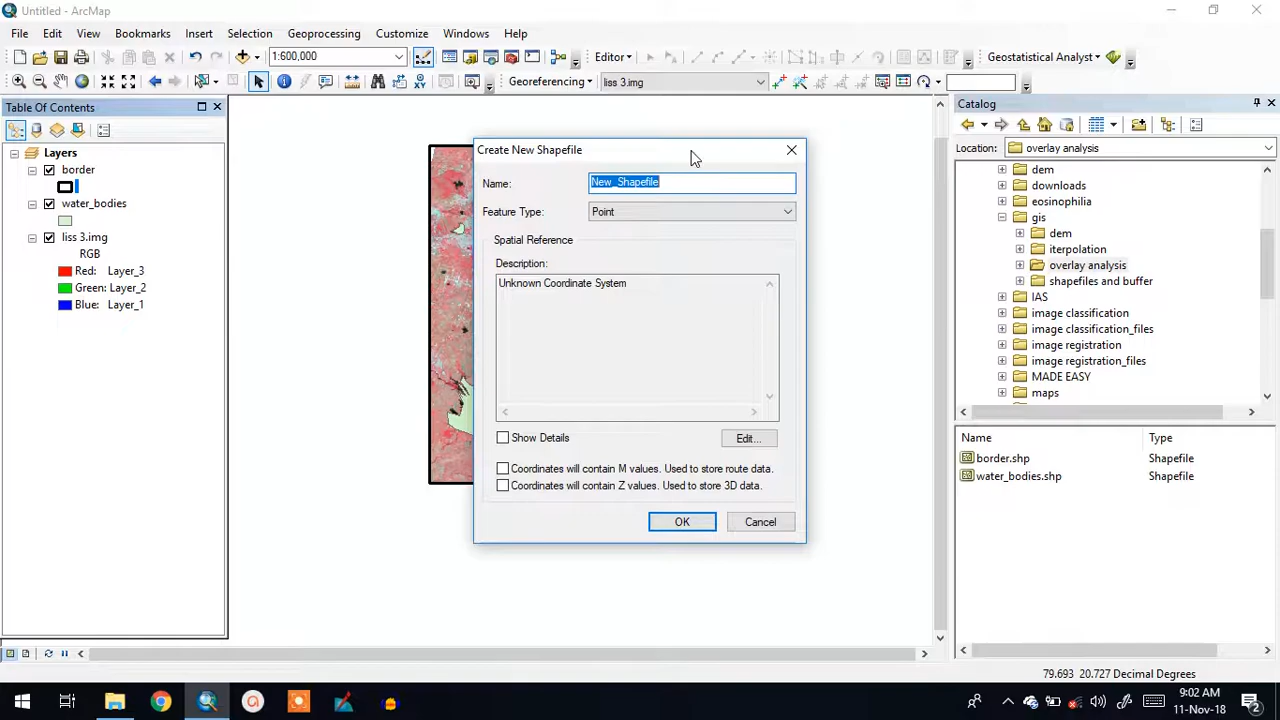 Untitled - ArcMap
File Edit View Bookmarks Insert Selection Geoprocessing Customize Windows Help
1:600,000 Editor Geostatistical Analyst
Georeferencing liss 3.img
Table Of Contents
Layers
border
water_bodies
liss 3.img
RGB
Red: Layer_3
Green: Layer_2
Blue: Layer_1
Create New Shapefile
Name: New_Shapefile
Feature Type: Point
Spatial Reference
Description:
Unknown Coordinate System
Show Details Edit...
Coordinates will contain M values. Used to store route data.
Coordinates will contain Z values. Used to store 3D data.
OK Cancel
Catalog
Location: overlay analysis
dem
downloads
eosinophilia
gis
dem
iterpolation
overlay analysis
shapefiles and buffer
IAS
image classification
image classification_files
image registration
image registration_files
MADE EASY
maps
Name Type
border.shp Shapefile
water_bodies.shp Shapefile
79.693 20.727 Decimal Degrees
9:02 AM
11-Nov-18
2